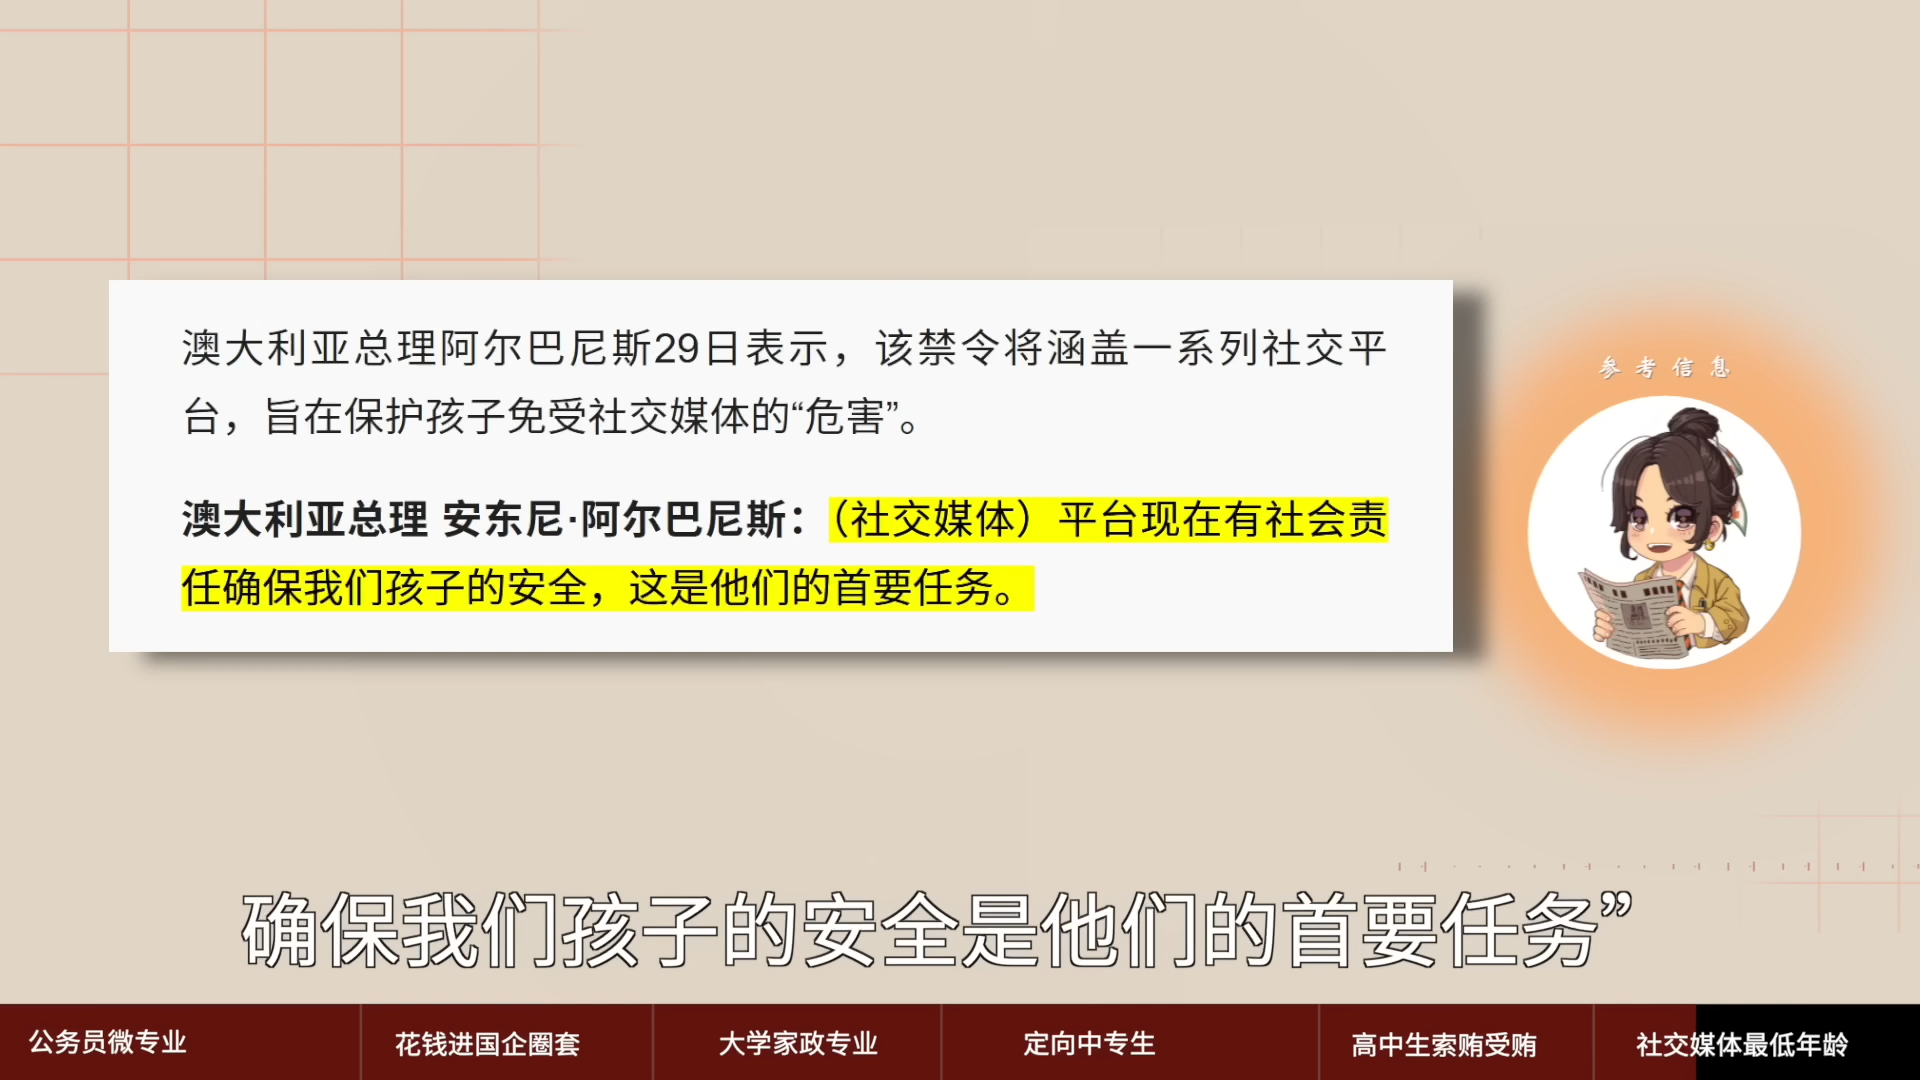 澳大利亚总理阿尔巴尼斯29日表示，该禁令将涵盖一系列社交平
台，旨在保护孩子免受社交媒体的“危害”。
澳大利亚总理 安东尼·阿尔巴尼斯：（社交媒体）平台现在有社会责
任确保我们孩子的安全，这是他们的首要任务。
参考信息
确保我们孩子的安全是他们的首要任务”
公务员微专业
花钱进国企圈套
大学家政专业
定向中专生
高中生索贿受贿
社交媒体最低年龄